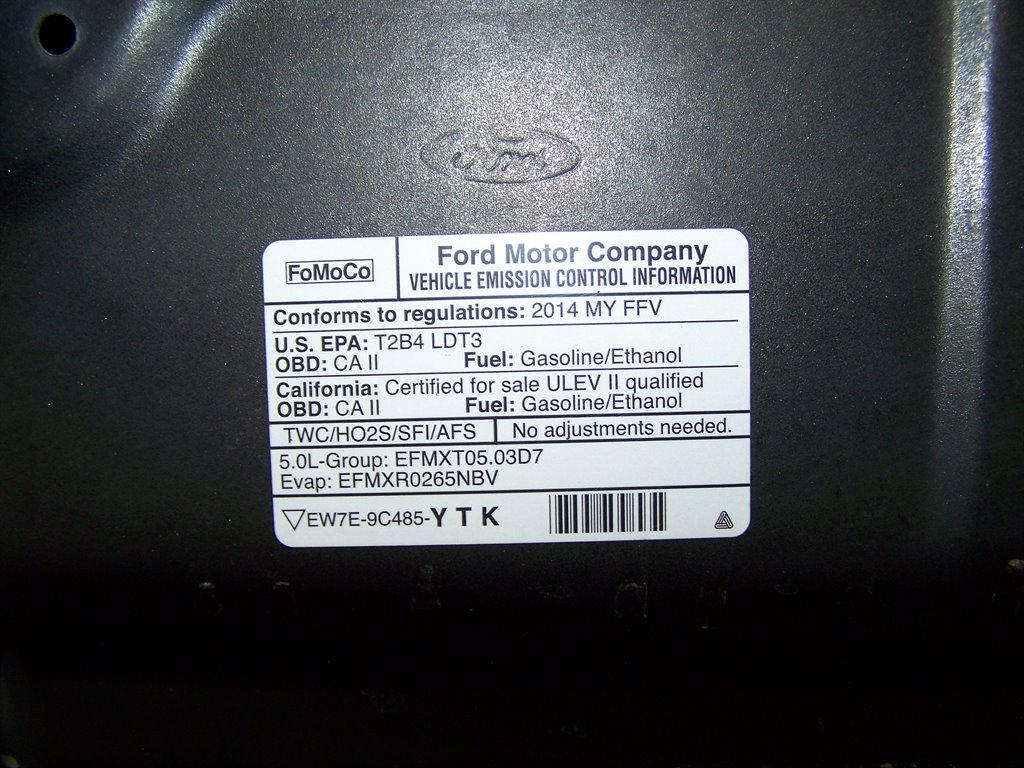 Ford
FoMoCo
Ford Motor Company
VEHICLE EMISSION CONTROL INFORMATION
Conforms to regulations: 2014 MY FFV
U.S. EPA: T2B4 LDT3
OBD: CA II Fuel: Gasoline/Ethanol
California: Certified for sale ULEV II qualified
OBD: CA II Fuel: Gasoline/Ethanol
TWC/HO2S/SFI/AFS No adjustments needed.
5.0L-Group: EFMXT05.03D7
Evap: EFMXR0265NBV
EW7E-9C485-Y T K